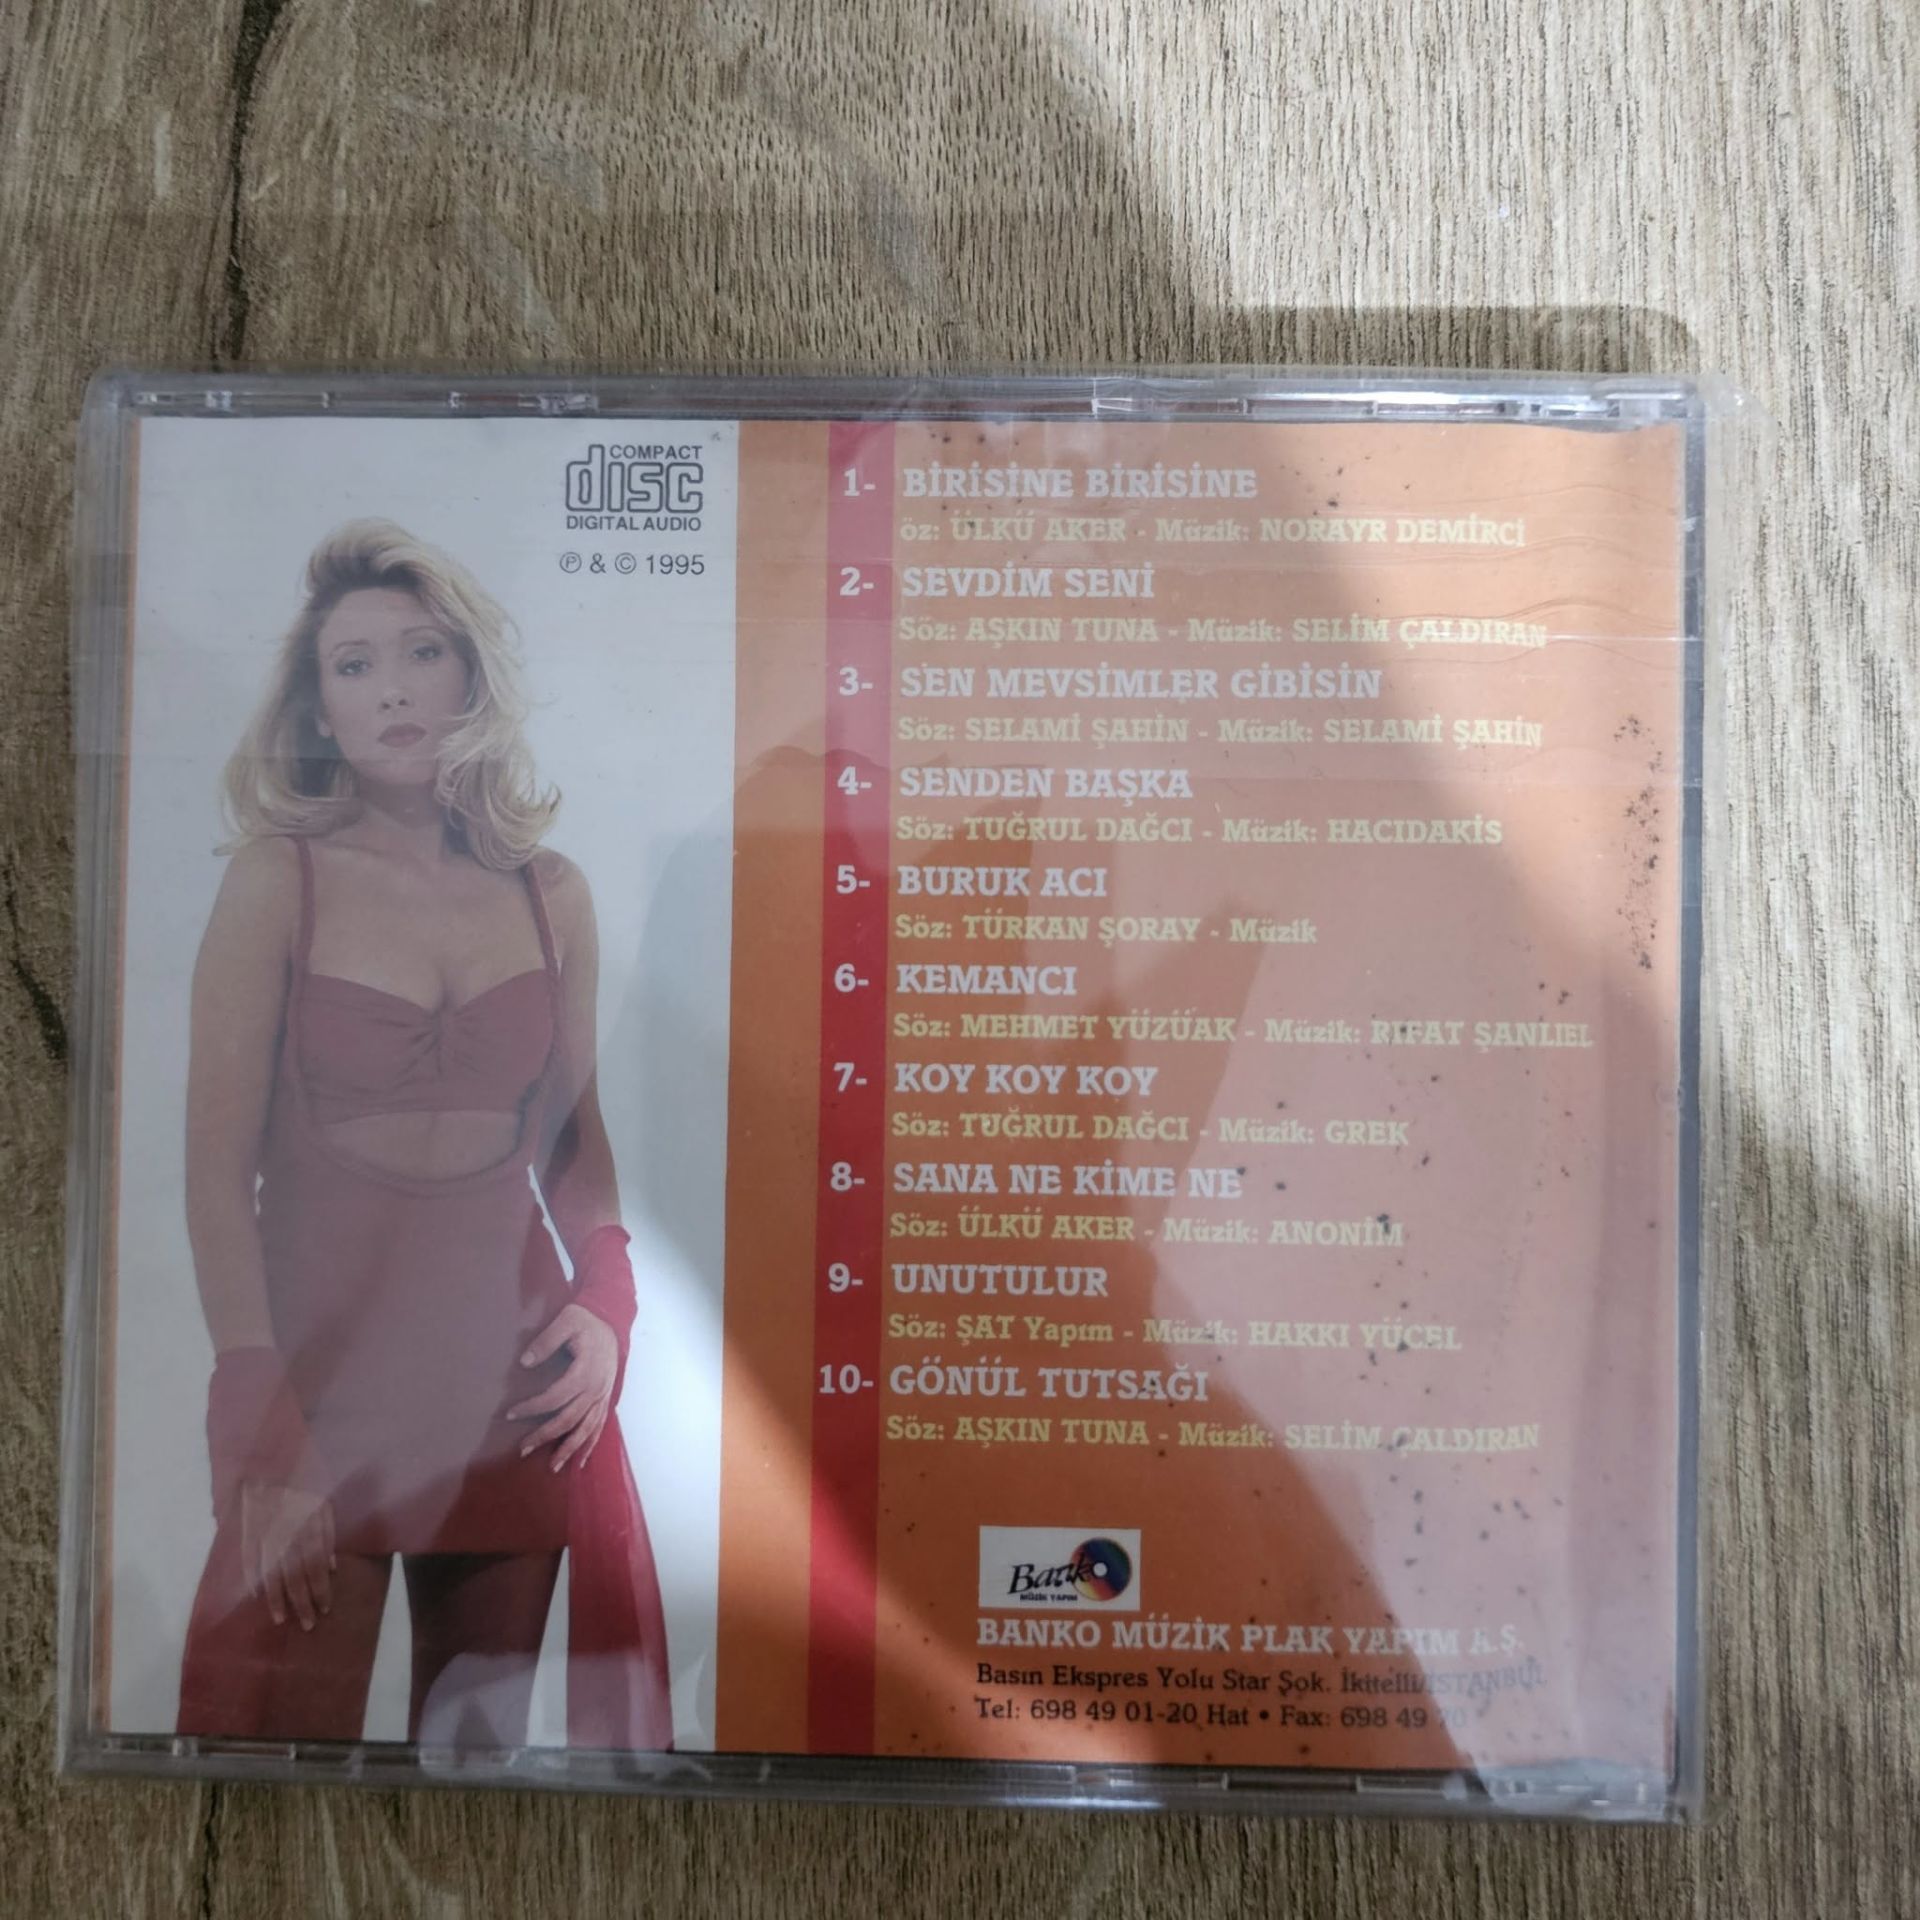 COMPACT
disc
DIGITAL AUDIO
℗ & © 1995
1- BİRİSİNE BİRİSİNE
öz: ÜLKÜ AKER - Müzik: NORAYR DEMİRCİ
2- SEVDİM SENİ
Söz: AŞKIN TUNA - Müzik: SELİM ÇALDIRAN
3- SEN MEVSİMLER GİBİSİN
Söz: SELAMİ ŞAHİN - Müzik: SELAMİ ŞAHİN
4- SENDEN BAŞKA
Söz: TUĞRUL DAĞCI - Müzik: HACIDAKİS
5- BURUK ACI
Söz: TÜRKAN ŞORAY - Müzik
6- KEMANCI
Söz: MEHMET YÜZÜAK - Müzik: RIFAT ŞANLIEL
7- KOY KOY KOY
Söz: TUĞRUL DAĞCI - Müzik: GREK
8- SANA NE KİME NE
Söz: ÜLKÜ AKER - Müzik: ANONİM
9- UNUTULUR
Söz: ŞAT Yapım - Müzik: HAKKI YÜCEL
10- GÖNÜL TUTSAĞI
Söz: AŞKIN TUNA - Müzik: SELİM ÇALDIRAN
Banko
MÜZİK YAPIM
BANKO MÜZİK PLAK YAPIM A.Ş.
Basın Ekspres Yolu Star Sok. İkitelli/İSTANBUL
Tel: 698 49 01-20 Hat • Fax: 698 49 70